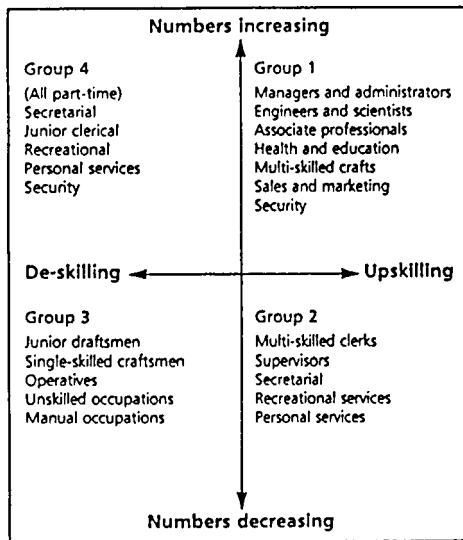 Numbers increasing
Group 4
(All part-time)
Secretarial
Junior clerical
Recreational
Personal services
Security
Group 1
Managers and administrators
Engineers and scientists
Associate professionals
Health and education
Multi-skilled crafts
Sales and marketing
Security
De-skilling
Upskilling
Group 3
Junior draftsmen
Single-skilled craftsmen
Operatives
Unskilled occupations
Manual occupations
Group 2
Multi-skilled clerks
Supervisors
Secretarial
Recreational services
Personal services
Numbers decreasing